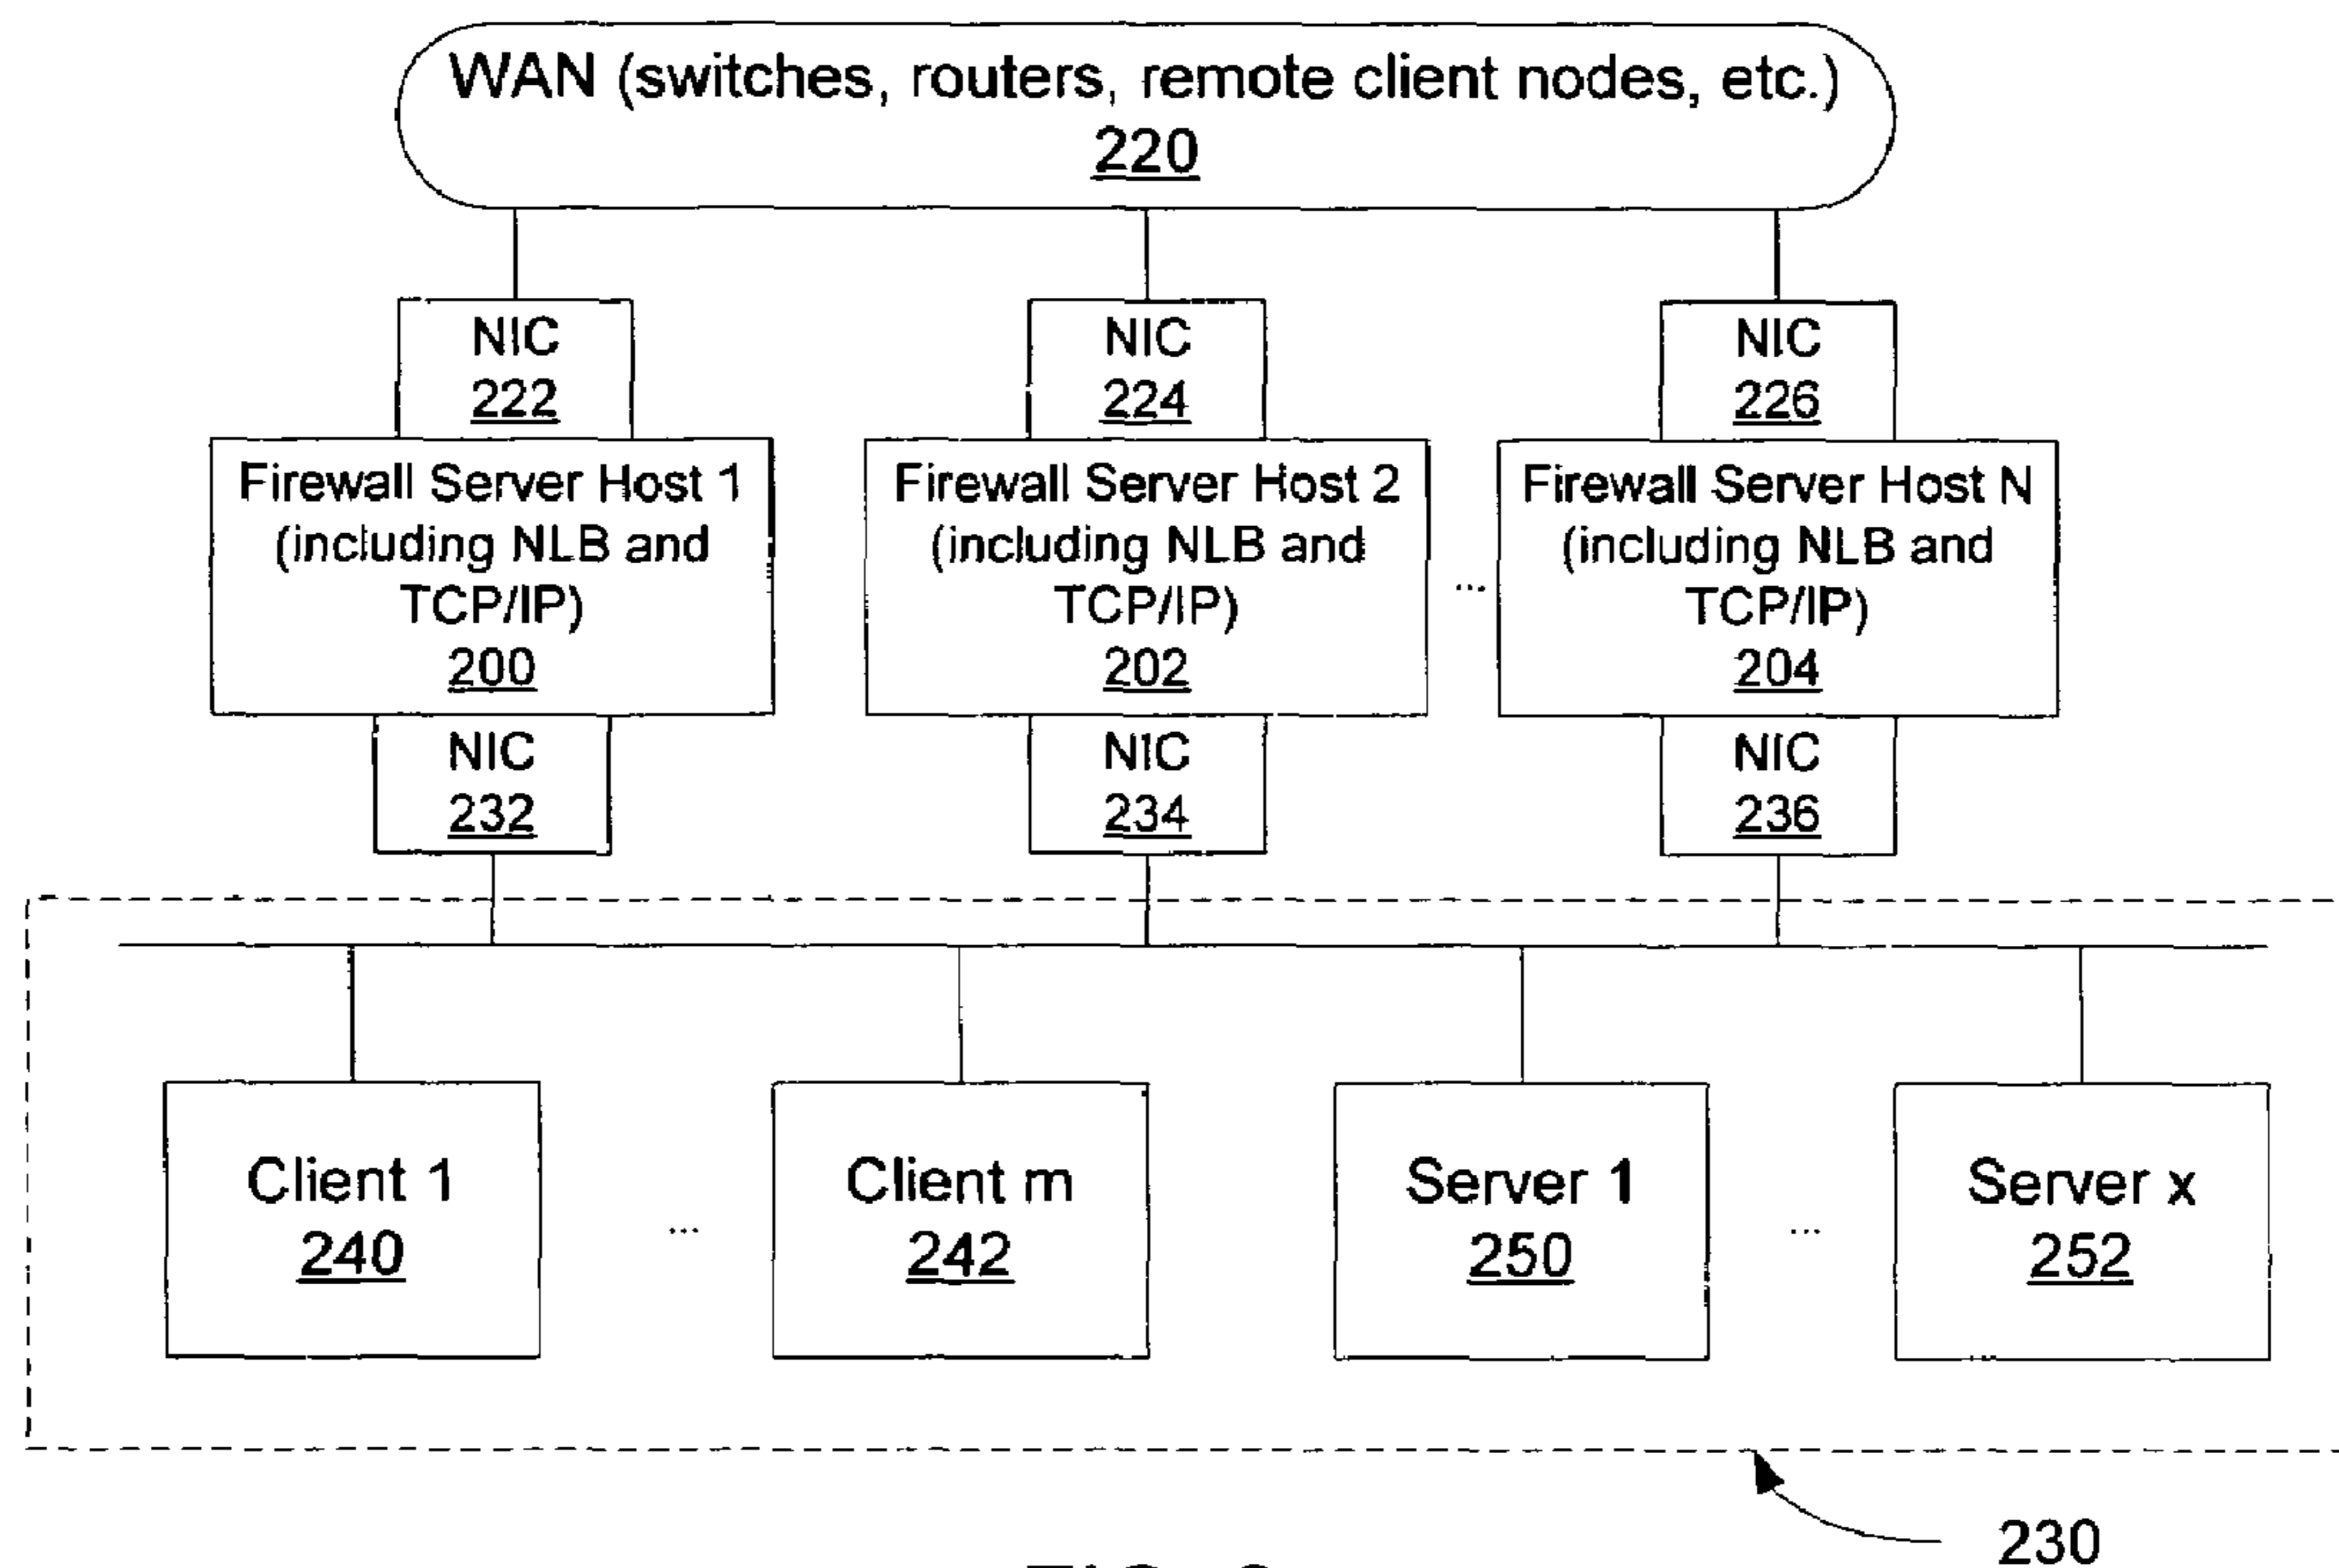 WAN (switches, routers, remote client nodes, etc.)
220
NIC
222
NIC
224
NIC
226
Firewall Server Host 1
(including NLB and
TCP/IP)
200
Firewall Server Host 2
(including NLB and
TCP/IP)
202
...
Firewall Server Host N
(including NLB and
TCP/IP)
204
NIC
232
NIC
234
NIC
236
Client 1
240
...
Client m
242
Server 1
250
...
Server x
252
230